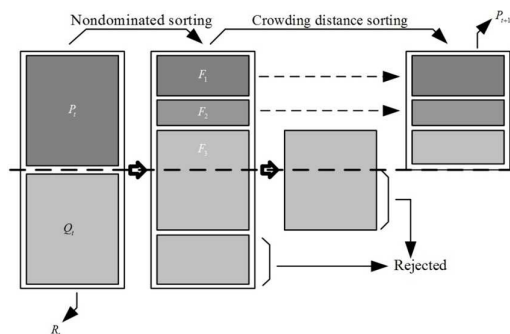 Nondominated sorting
Crowding distance sorting
P_{t+1}
P_t
F_1
F_2
F_3
Q_t
Rejected
R_t